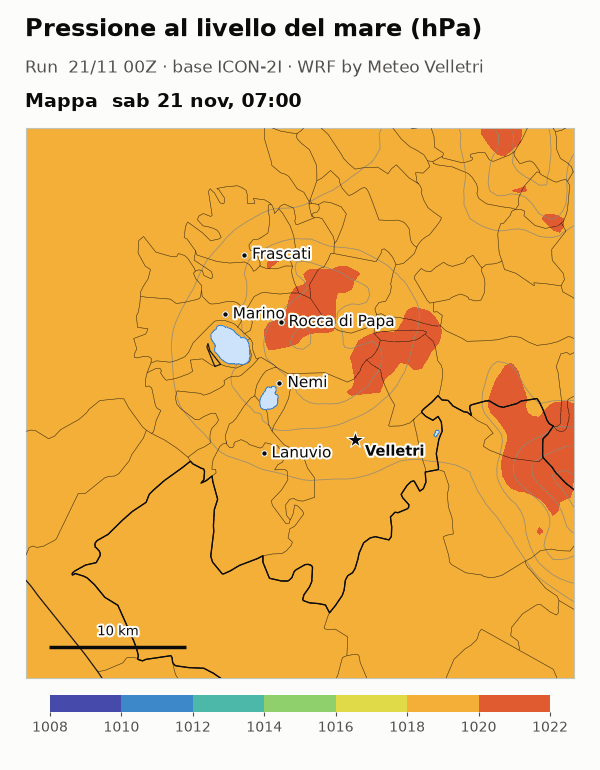 Pressione al livello del mare (hPa)
Run  21/11 00Z · base ICON-2I · WRF by Meteo Velletri
Mappa  sab 21 nov, 07:00
Frascati
Marino
Rocca di Papa
Nemi
Velletri
Lanuvio
10 km
1008 1010 1012 1014 1016 1018 1020 1022